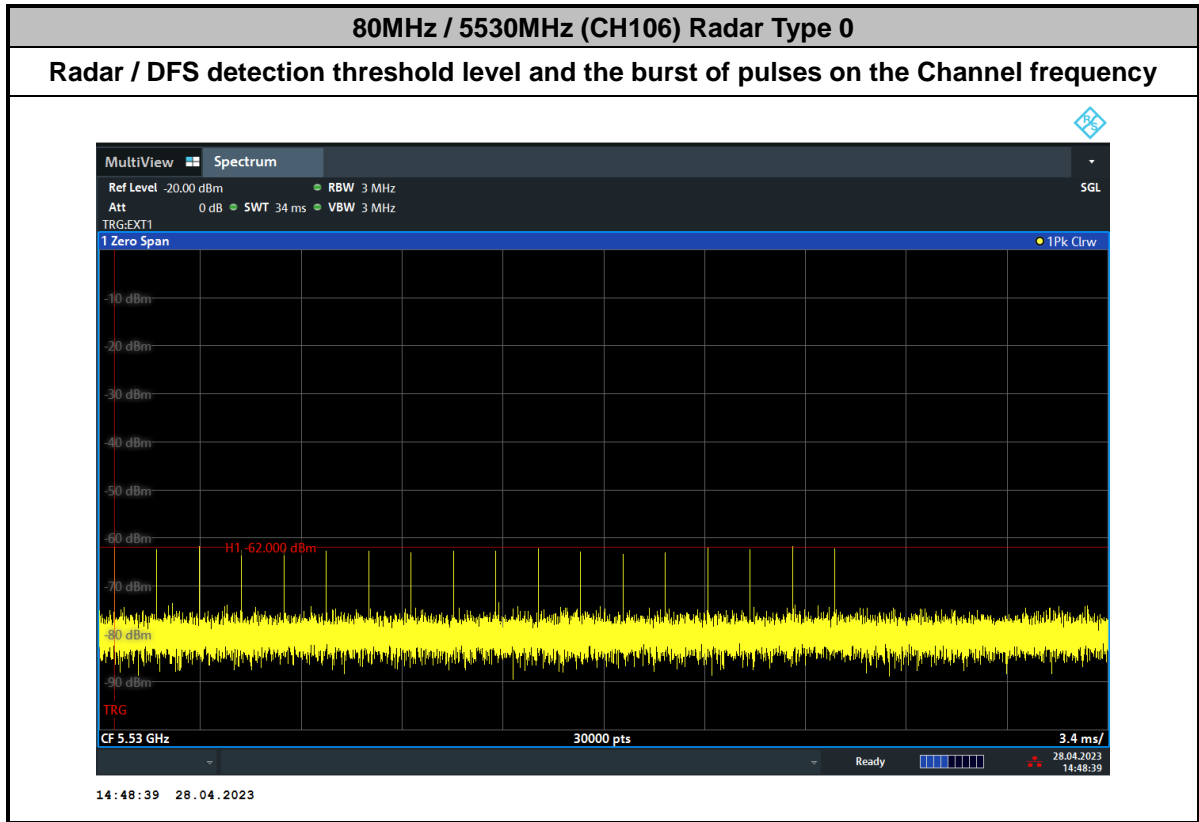 80MHz / 5530MHz (CH106) Radar Type 0
Radar / DFS detection threshold level and the burst of pulses on the Channel frequency
R S
MultiView Spectrum
Ref Level -20.00 dBm RBW 3 MHz SGL
Att 0 dB SWT 34 ms VBW 3 MHz
TRG:EXT1
1 Zero Span 1Pk Clrw
-10 dBm
-20 dBm
-30 dBm
-40 dBm
-50 dBm
-60 dBm
H1 -62.000 dBm
-70 dBm
-80 dBm
-90 dBm
TRG
CF 5.53 GHz 30000 pts 3.4 ms/
Ready 28.04.2023
14:48:39
14:48:39 28.04.2023